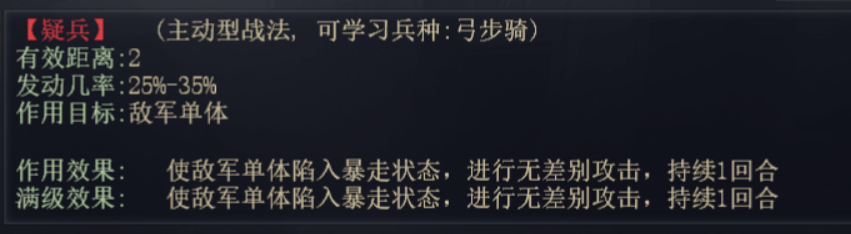 【疑兵】 (主动型战法, 可学习兵种:弓步骑)
有效距离:2
发动几率:25%-35%
作用目标:敌军单体
作用效果: 使敌军单体陷入暴走状态，进行无差别攻击，持续1回合
满级效果: 使敌军单体陷入暴走状态，进行无差别攻击，持续1回合